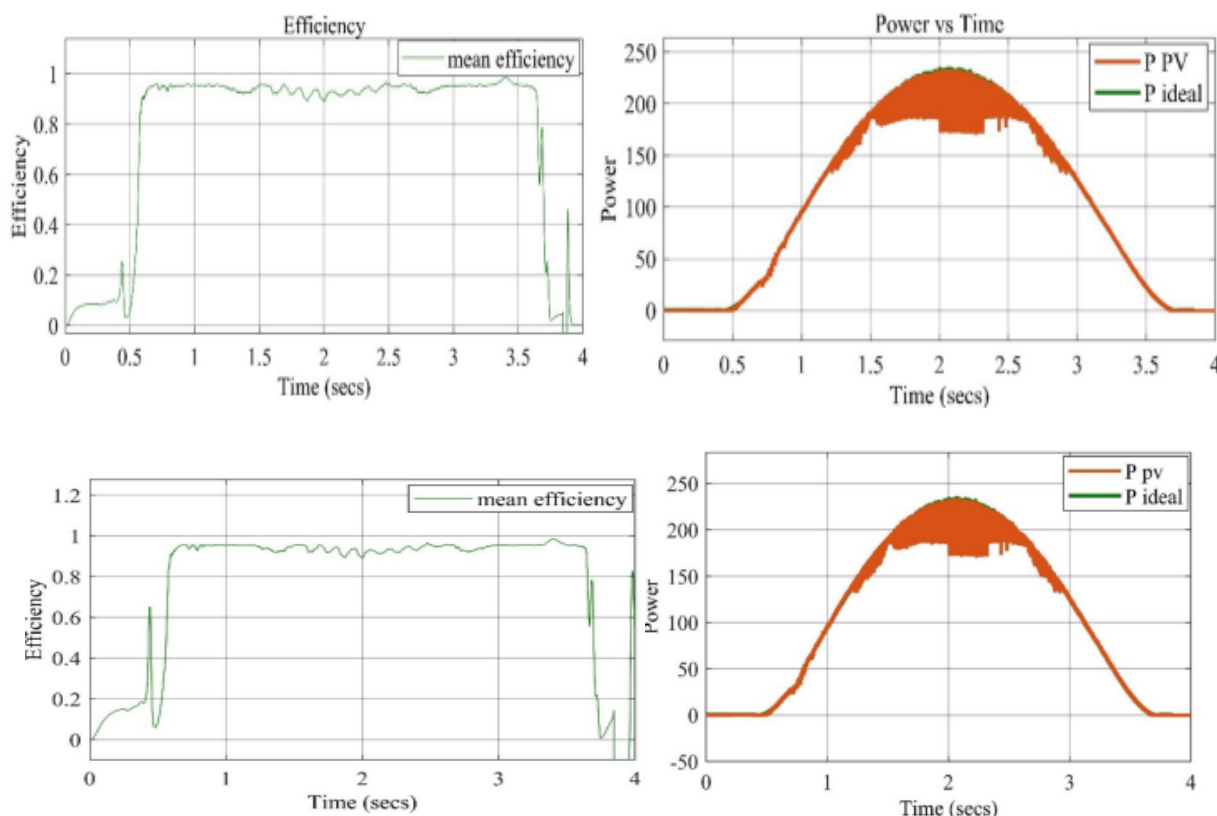 Efficiency
mean efficiency
1
0.8
0.6
0.4
0.2
0
Efficiency
0 0.5 1 1.5 2 2.5 3 3.5 4
Time (secs)
Power vs Time
P PV
P ideal
250
200
150
100
50
0
Power
0 0.5 1 1.5 2 2.5 3 3.5 4
Time (secs)
mean efficiency
1.2
1
0.8
0.6
0.4
0.2
0
Efficiency
0 1 2 3 4
Time (secs)
P pv
P ideal
250
200
150
100
50
0
-50
Power
0 1 2 3 4
Time (secs)